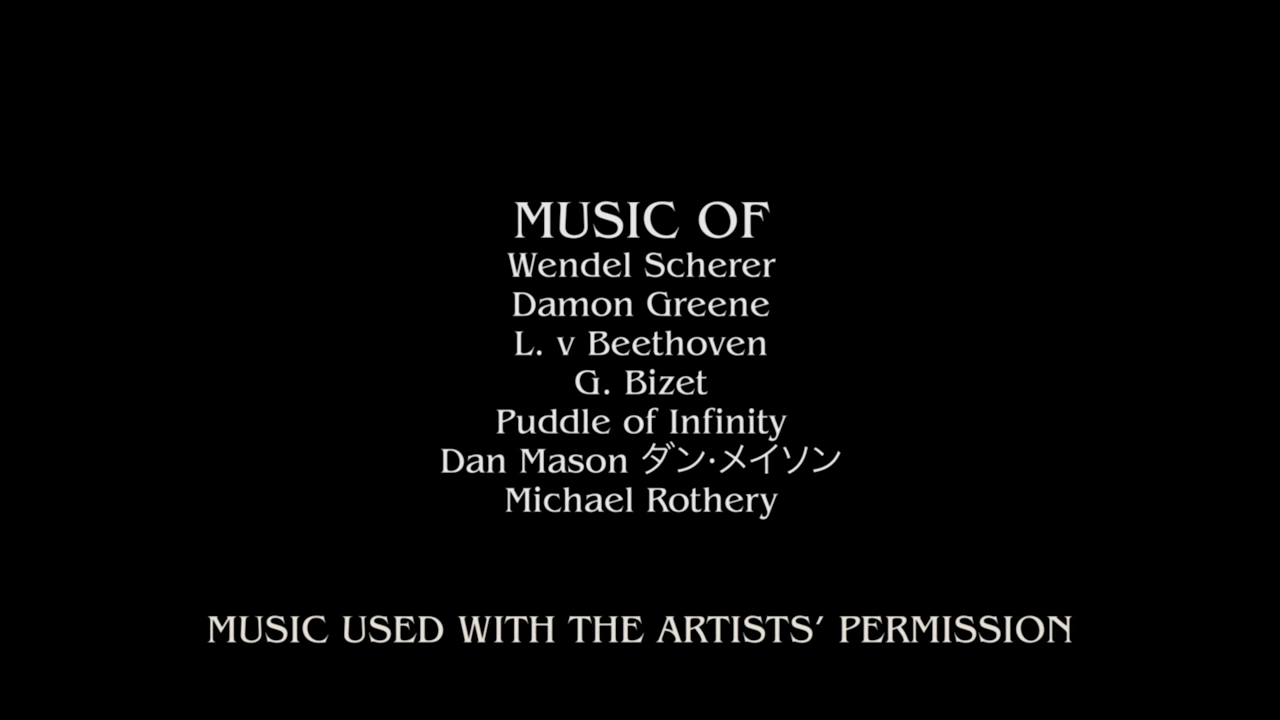 MUSIC OF
Wendel Scherer
Damon Greene
L. v Beethoven
G. Bizet
Puddle of Infinity
Dan Mason ダン·メイソン
Michael Rothery
MUSIC USED WITH THE ARTISTS’ PERMISSION